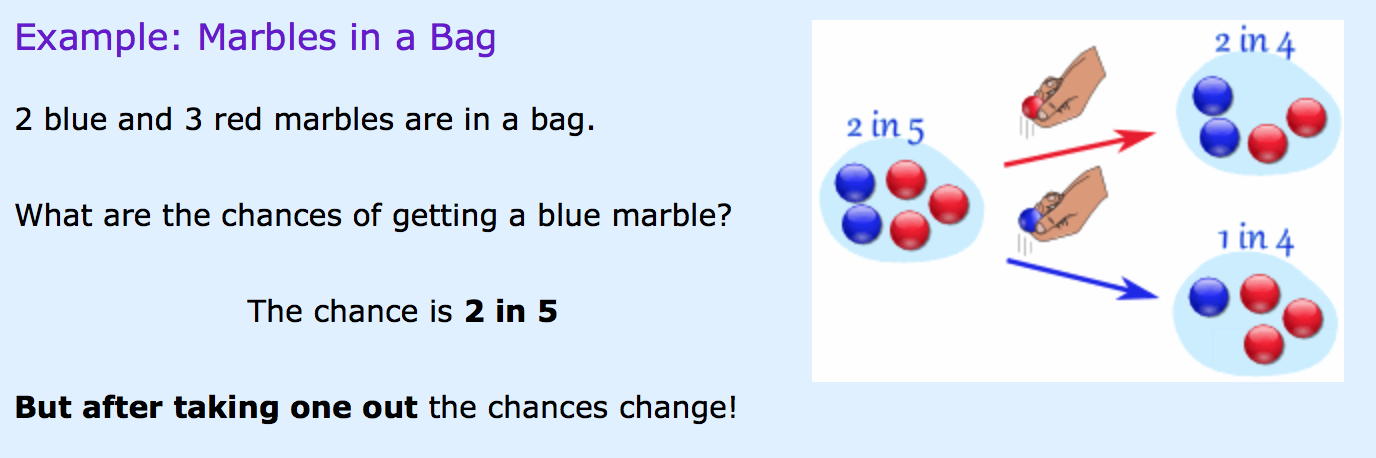 Example: Marbles in a Bag
2 blue and 3 red marbles are in a bag.
What are the chances of getting a blue marble?
The chance is 2 in 5
But after taking one out the chances change!
2 in 5
2 in 4
1 in 4